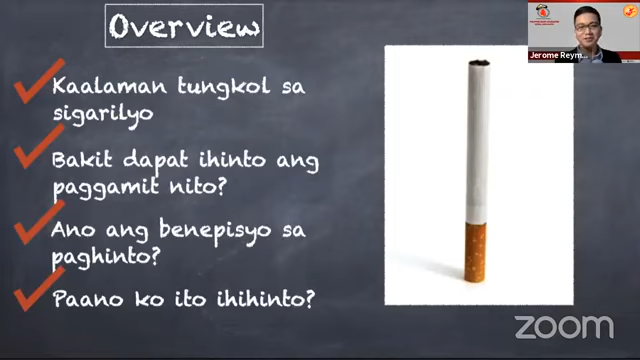 Overview
Kaalaman tungkol sa
sigarilyo
Bakit dapat ihinto ang
paggamit nito?
Ano ang benepisyo sa
paghinto?
Paano ko ito ihihinto?
Jerome Reym...
zoom